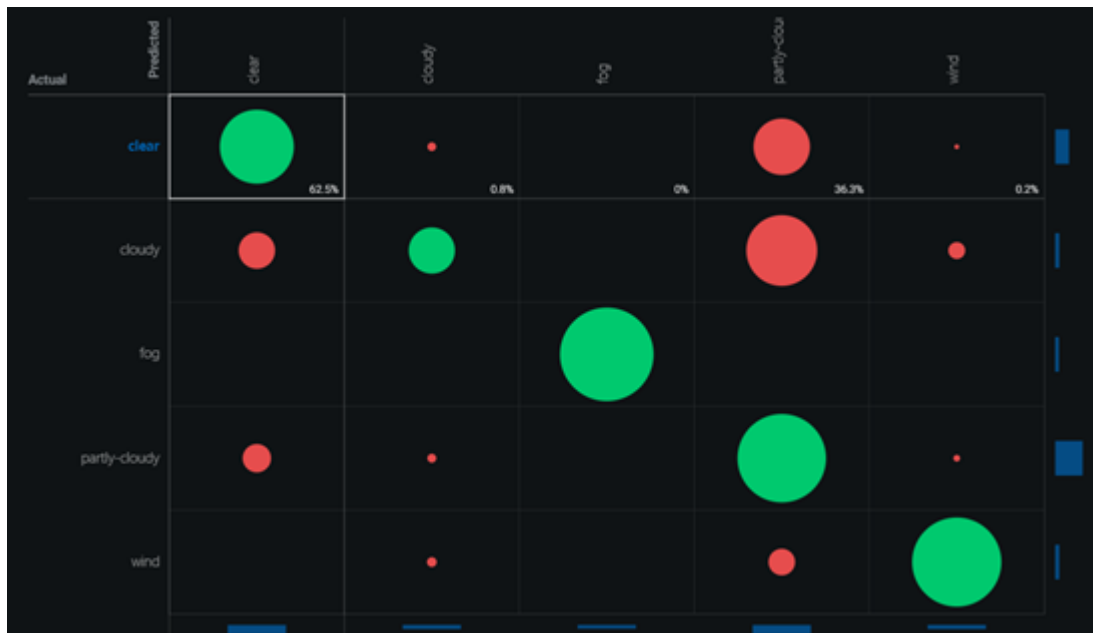 Predicted
Actual
clear
cloudy
fog
partly-clou
wind
clear
62.5%
0.8%
0%
36.3%
0.2%
cloudy
fog
partly-cloudy
wind